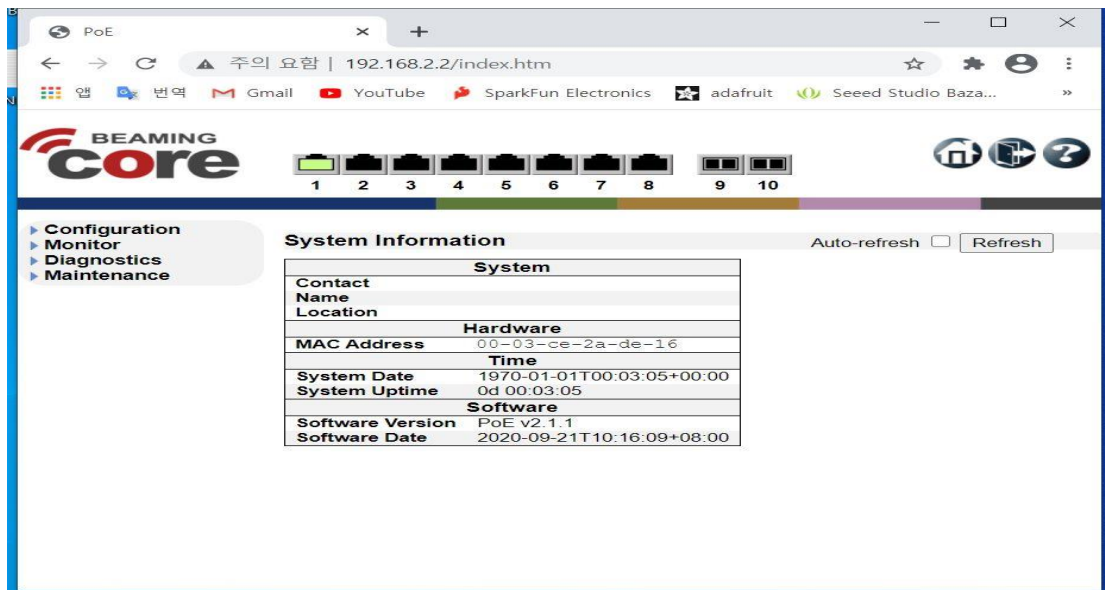 PoE
주의 요함 | 192.168.2.2/index.htm
앱 번역 Gmail YouTube SparkFun Electronics adafruit Seeed Studio Baza... »
BEAMING
core
1 2 3 4 5 6 7 8 9 10
Configuration
Monitor
Diagnostics
Maintenance
System Information Auto-refresh Refresh
System
Contact
Name
Location
Hardware
MAC Address 00-03-ce-2a-de-16
Time
System Date 1970-01-01T00:03:05+00:00
System Uptime 0d 00:03:05
Software
Software Version PoE v2.1.1
Software Date 2020-09-21T10:16:09+08:00